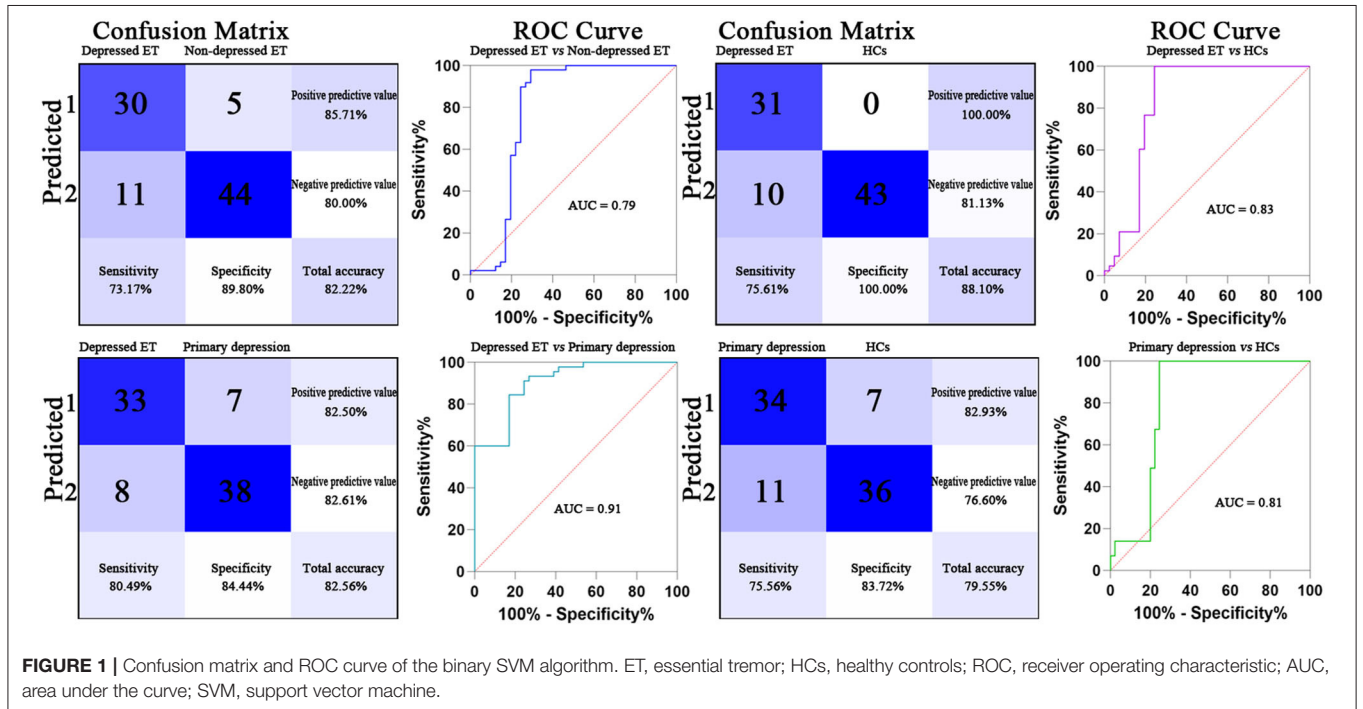 Confusion Matrix
Depressed ET Non-depressed ET
Predicted
1
2
30 5 Positive predictive value
85.71%
11 44 Negative predictive value
80.00%
Sensitivity Specificity Total accuracy
73.17% 89.80% 82.22%
ROC Curve
Depressed ET vs Non-depressed ET
Sensitivity%
100
80
60
40
20
0
AUC = 0.79
0 20 40 60 80 100
100% - Specificity%
Confusion Matrix
Depressed ET HCs
Predicted
1
2
31 0 Positive predictive value
100.00%
10 43 Negative predictive value
81.13%
Sensitivity Specificity Total accuracy
75.61% 100.00% 88.10%
ROC Curve
Depressed ET vs HCs
Sensitivity%
100
80
60
40
20
0
AUC = 0.83
0 20 40 60 80 100
100% - Specificity%
Depressed ET Primary depression
Predicted
1
2
33 7 Positive predictive value
82.50%
8 38 Negative predictive value
82.61%
Sensitivity Specificity Total accuracy
80.49% 84.44% 82.56%
Depressed ET vs Primary depression
Sensitivity%
100
80
60
40
20
0
AUC = 0.91
0 20 40 60 80 100
100% - Specificity%
Primary depression HCs
Predicted
1
2
34 7 Positive predictive value
82.93%
11 36 Negative predictive value
76.60%
Sensitivity Specificity Total accuracy
75.56% 83.72% 79.55%
Primary depression vs HCs
Sensitivity%
100
80
60
40
20
0
AUC = 0.81
0 20 40 60 80 100
100% - Specificity%
FIGURE 1 | Confusion matrix and ROC curve of the binary SVM algorithm. ET, essential tremor; HCs, healthy controls; ROC, receiver operating characteristic; AUC,
area under the curve; SVM, support vector machine.